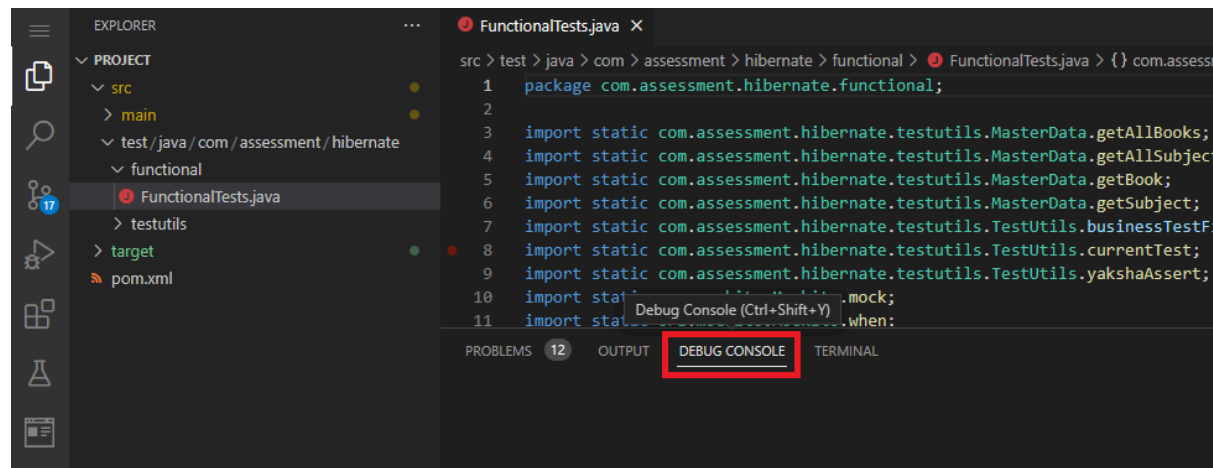 EXPLORER
PROJECT
src
main
test/java/com/assessment/hibernate
functional
FunctionalTests.java
testutils
target
pom.xml
17
FunctionalTests.java
src > test > java > com > assessment > hibernate > functional > FunctionalTests.java > {} com.assess
1 package com.assessment.hibernate.functional;
2
3 import static com.assessment.hibernate.testutils.MasterData.getAllBooks;
4 import static com.assessment.hibernate.testutils.MasterData.getAllSubject
5 import static com.assessment.hibernate.testutils.MasterData.getBook;
6 import static com.assessment.hibernate.testutils.MasterData.getSubject;
7 import static com.assessment.hibernate.testutils.TestUtils.businessTestFi
8 import static com.assessment.hibernate.testutils.TestUtils.currentTest;
9 import static com.assessment.hibernate.testutils.TestUtils.yakshaAssert;
10 import stat .mock;
Debug Console (Ctrl+Shift+Y)
11 import stat .when;
PROBLEMS 12 OUTPUT DEBUG CONSOLE TERMINAL